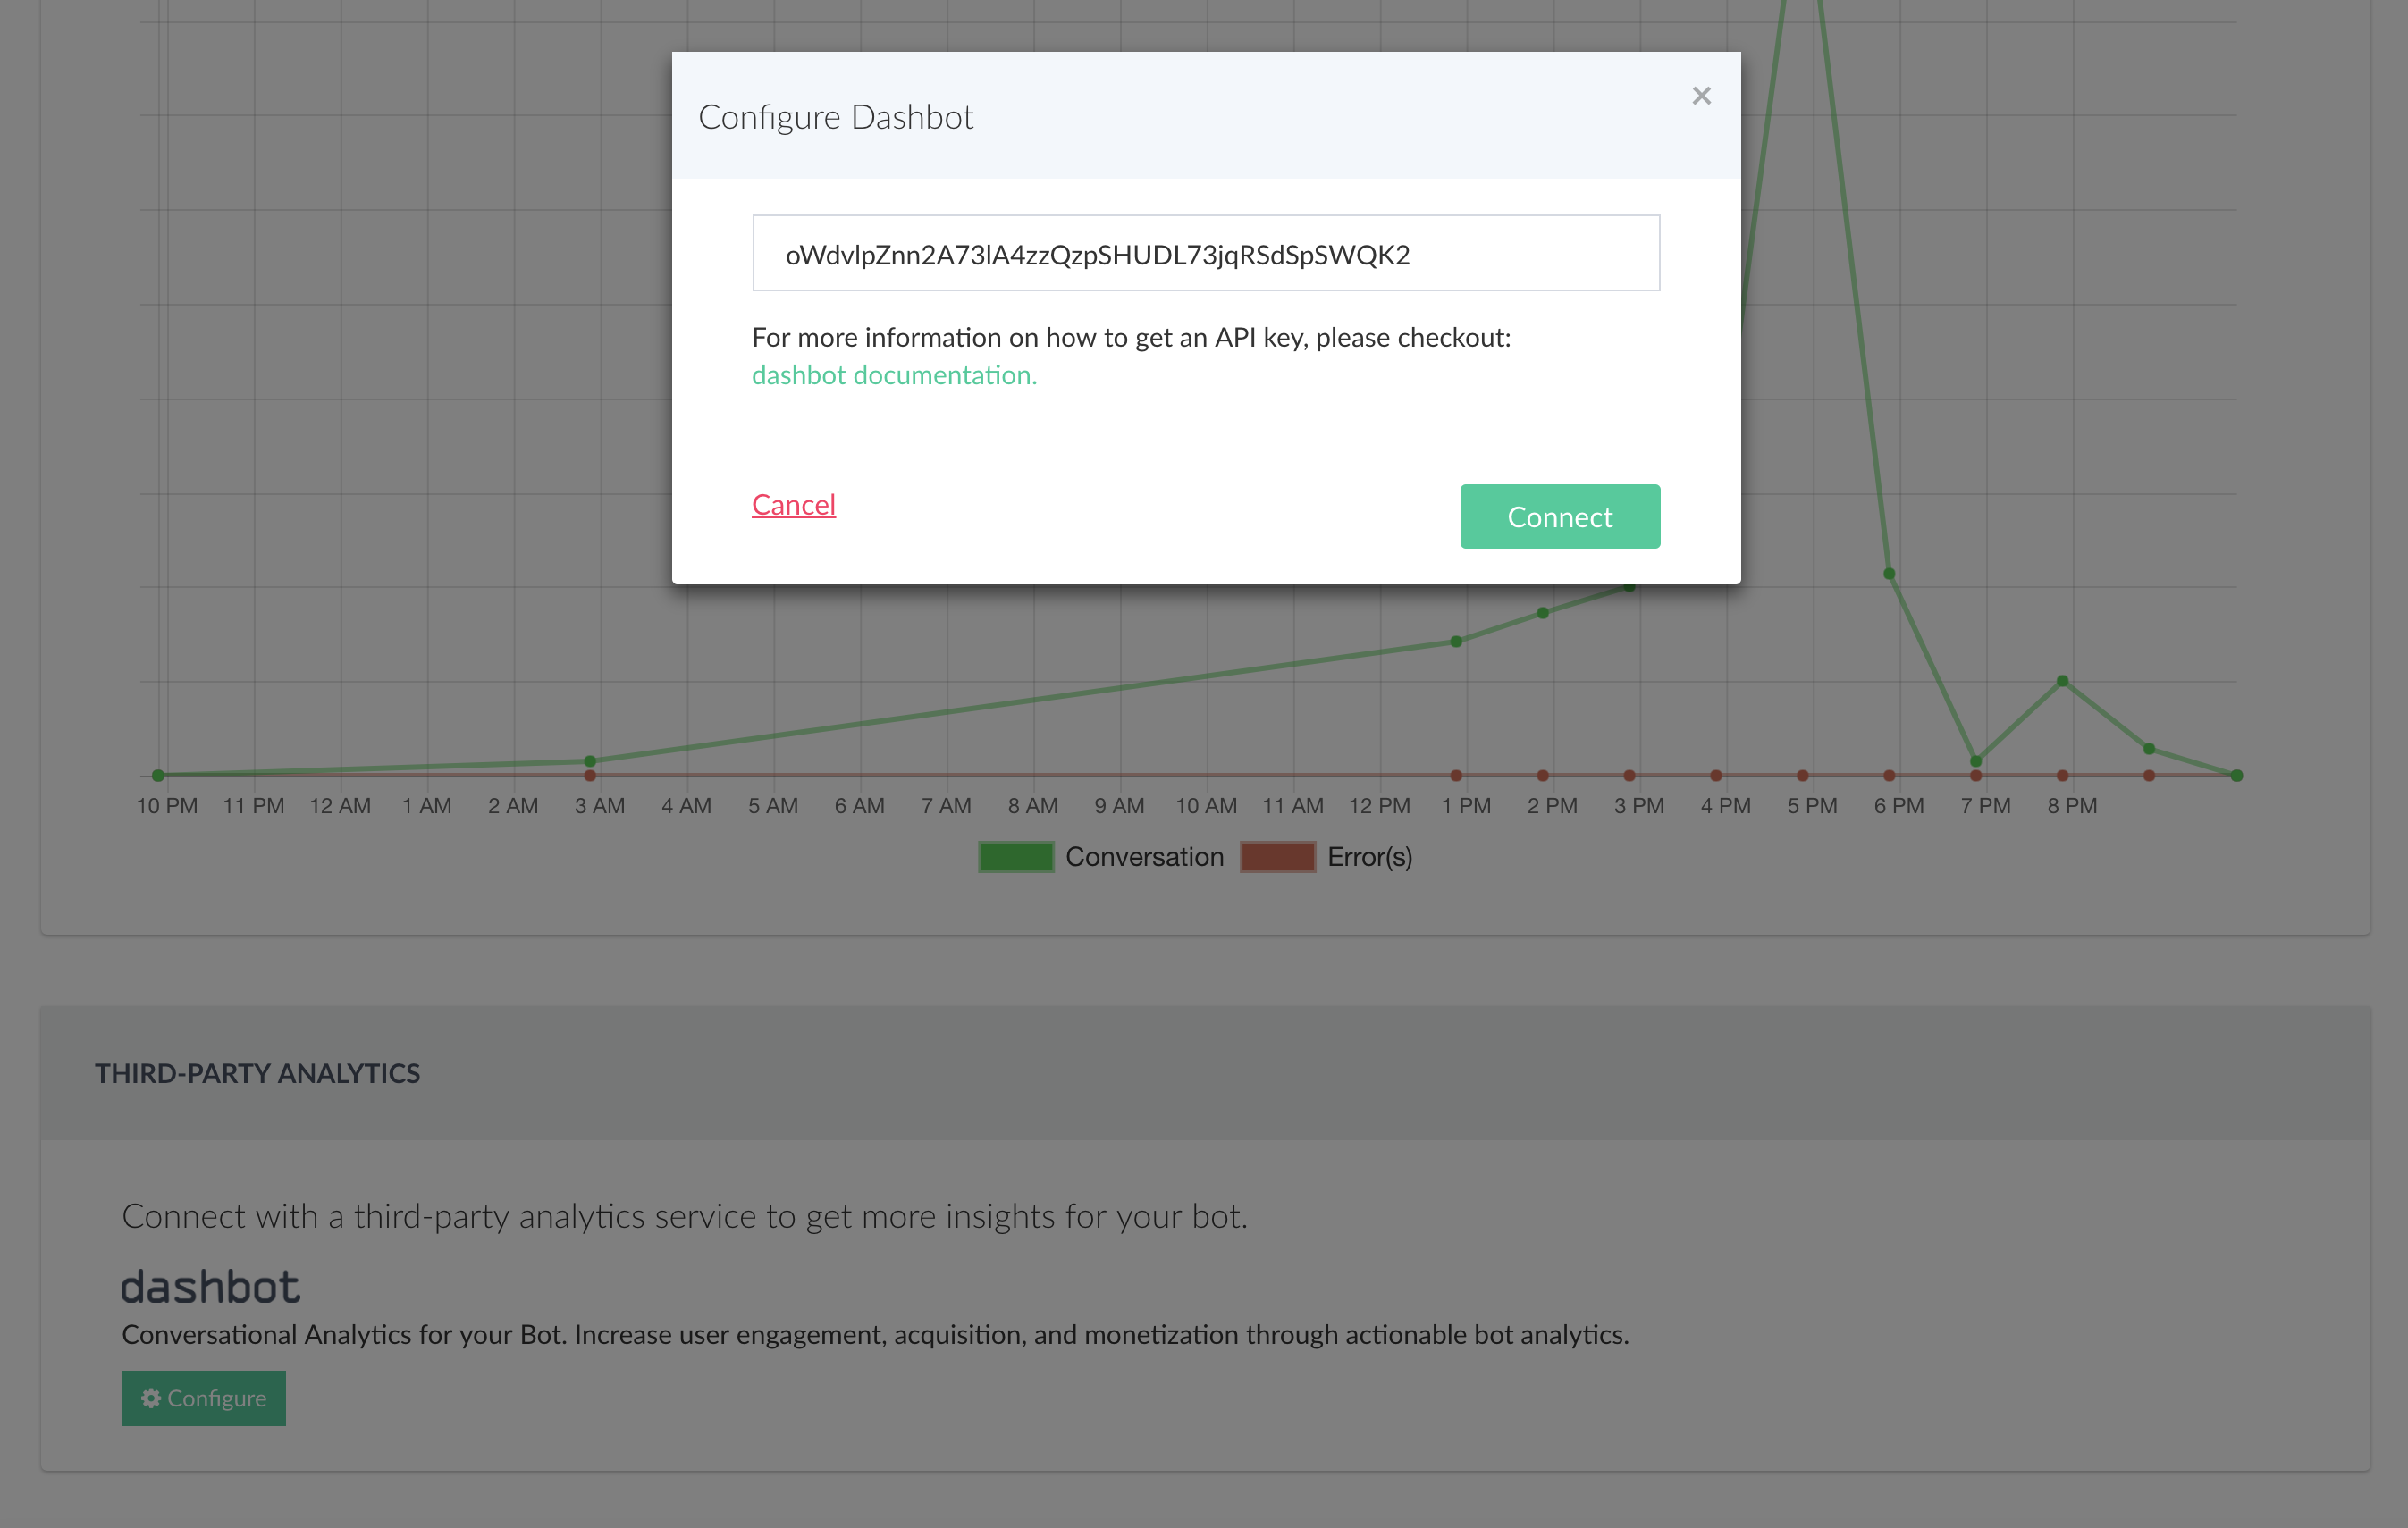 Configure Dashbot
×
oWdvlpZnn2A73lA4zzQzpSHUDL73jqRSdSpSWQK2
For more information on how to get an API key, please checkout:
dashbot documentation.
Cancel
Connect
10 PM 11 PM 12 AM 1 AM 2 AM 3 AM 4 AM 5 AM 6 AM 7 AM 8 AM 9 AM 10 AM 11 AM 12 PM 1 PM 2 PM 3 PM 4 PM 5 PM 6 PM 7 PM 8 PM
Conversation Error(s)
THIRD-PARTY ANALYTICS
Connect with a third-party analytics service to get more insights for your bot.
dashbot
Conversational Analytics for your Bot. Increase user engagement, acquisition, and monetization through actionable bot analytics.
Configure